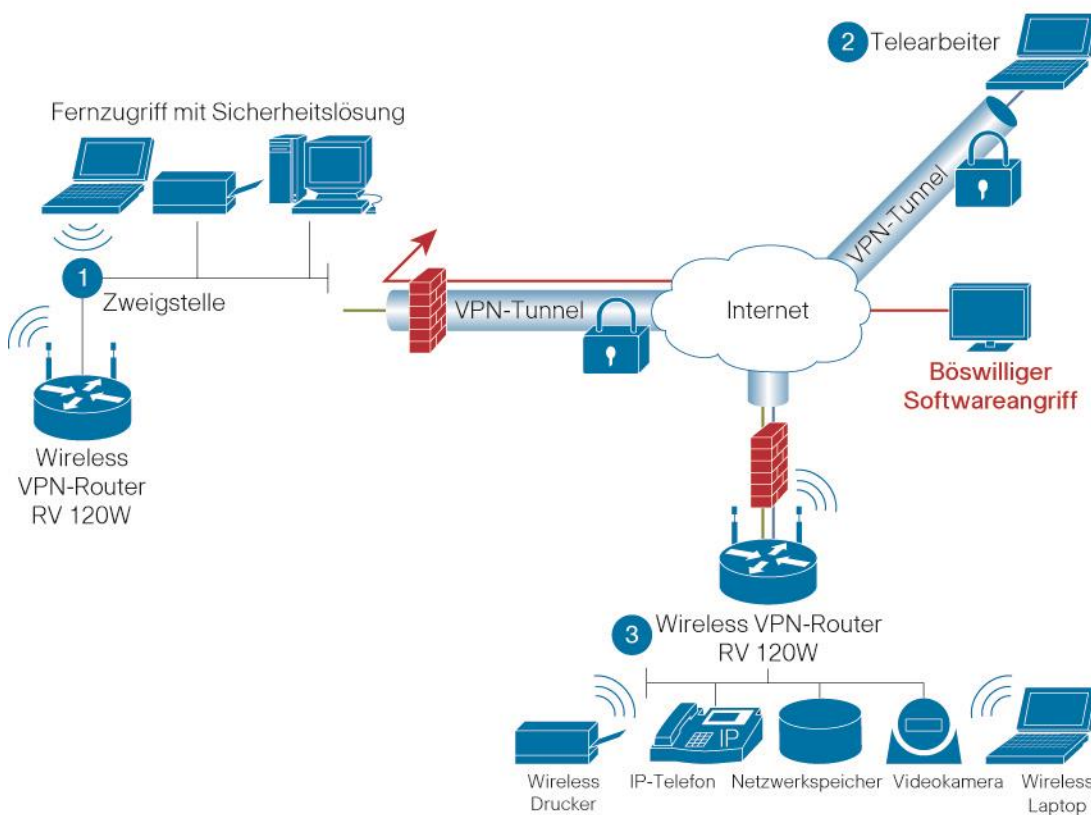 2 Telearbeiter
Fernzugriff mit Sicherheitslösung
VPN-Tunnel
1
Zweigstelle
VPN-Tunnel
Internet
Böswilliger
Softwareangriff
Wireless
VPN-Router
RV 120W
3 Wireless VPN-Router
RV 120W
IP
Wireless
Drucker
IP-Telefon
Netzwerkspeicher
Videokamera
Wireless
Laptop